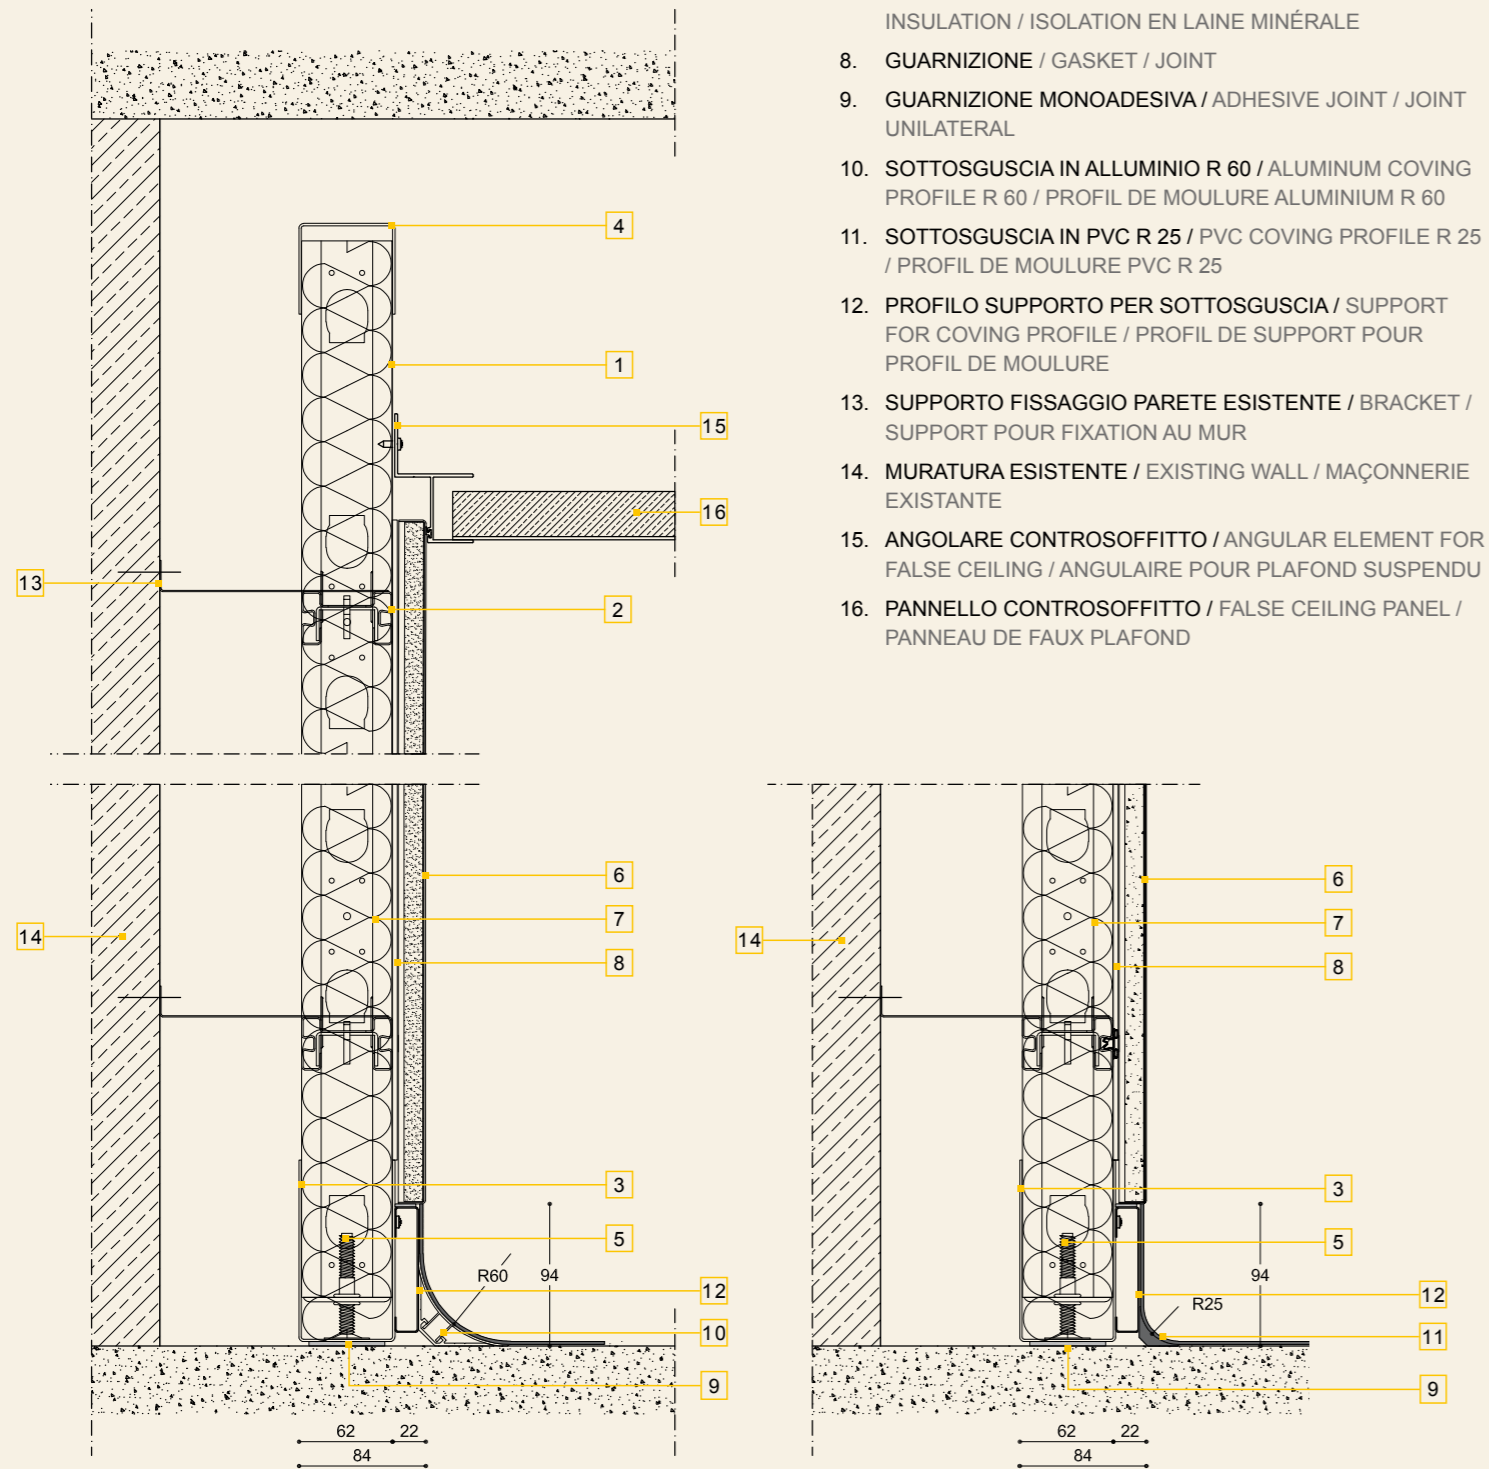 INSULATION / ISOLATION EN LAINE MINÉRALE
8. GUARNIZIONE / GASKET / JOINT
9. GUARNIZIONE MONOADESIVA / ADHESIVE JOINT / JOINT
UNILATERAL
10. SOTTOSGUSCIA IN ALLUMINIO R 60 / ALUMINUM COVING
PROFILE R 60 / PROFIL DE MOULURE ALUMINIUM R 60
11. SOTTOSGUSCIA IN PVC R 25 / PVC COVING PROFILE R 25
/ PROFIL DE MOULURE PVC R 25
12. PROFILO SUPPORTO PER SOTTOSGUSCIA / SUPPORT
FOR COVING PROFILE / PROFIL DE SUPPORT POUR
PROFIL DE MOULURE
13. SUPPORTO FISSAGGIO PARETE ESISTENTE / BRACKET /
SUPPORT POUR FIXATION AU MUR
14. MURATURA ESISTENTE / EXISTING WALL / MAÇONNERIE
EXISTANTE
15. ANGOLARE CONTROSOFFITTO / ANGULAR ELEMENT FOR
FALSE CEILING / ANGULAIRE POUR PLAFOND SUSPENDU
16. PANNELLO CONTROSOFFITTO / FALSE CEILING PANEL /
PANNEAU DE FAUX PLAFOND
4
1
15
16
13
2
6
7
14
8
3
5
R60
94
12
10
9
62
22
84
6
7
14
8
3
5
94
12
R25
11
9
62
22
84